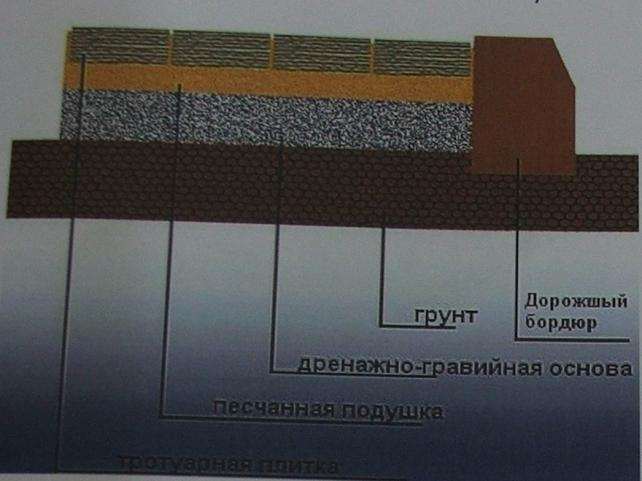 грунт
Дорожшый
бордюр
дренажно-гравийная основа
песчанная подушка
тротуарная плитка